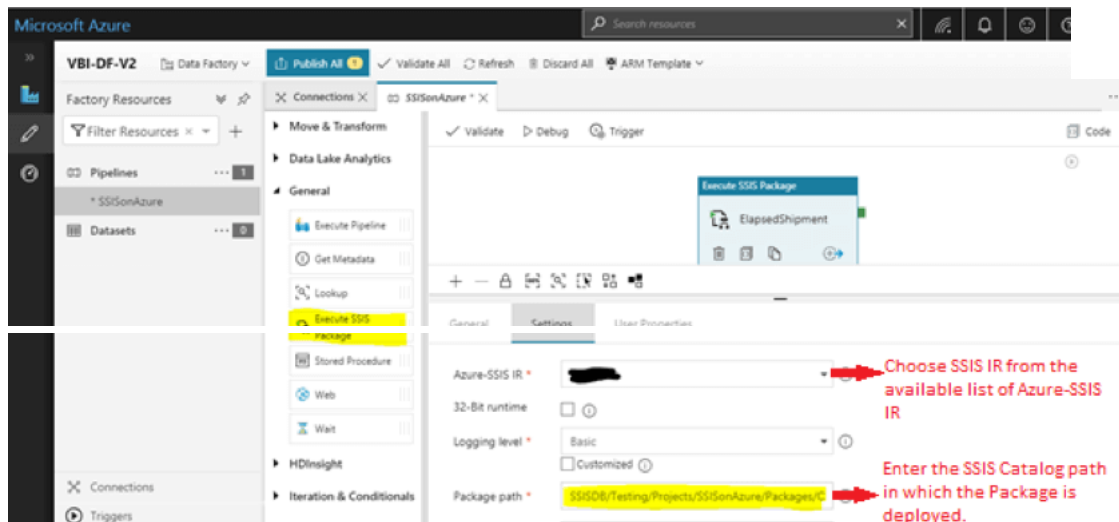 Microsoft Azure
Search resources
VBI-DF-V2
Data Factory
Publish All 1
Validate All
Refresh
Discard All
ARM Template
Factory Resources
Connections
SSISonAzure *
Filter Resources
Move & Transform
Validate
Debug
Trigger
Code
Data Lake Analytics
Pipelines
1
General
* SSISonAzure
Execute SSIS Package
Datasets
0
Execute Pipeline
ElapsedShipment
Get Metadata
Lookup
Execute SSIS
Package
General
Settings
User Properties
Stored Procedure
Azure-SSIS IR *
Choose SSIS IR from the
available list of Azure-SSIS
IR
Web
32-Bit runtime
Wait
Logging level *
Basic
Customized
HDInsight
Enter the SSIS Catalog path
in which the Package is
deployed.
Connections
Iteration & Conditionals
Package path *
SSISDB/Testing/Projects/SSISonAzure/Packages/
Triggers